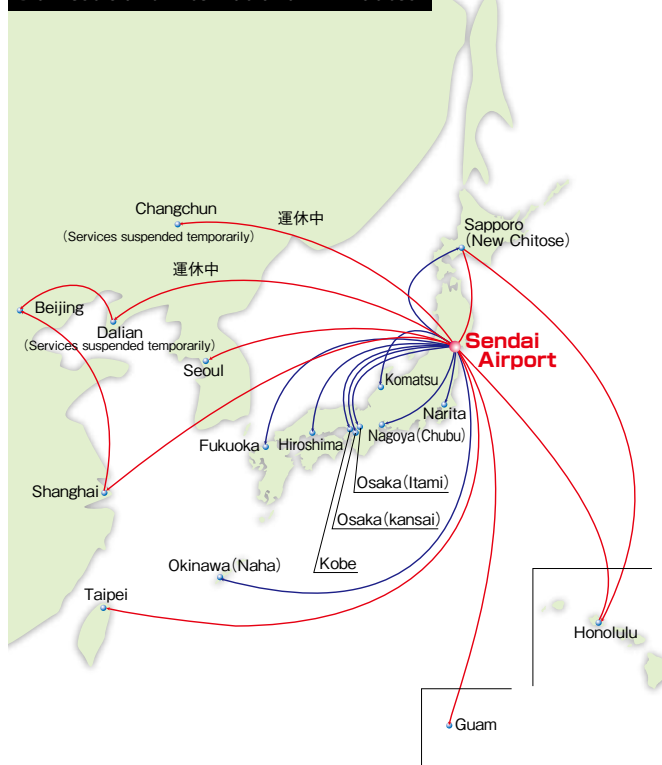 Changchun
(Services suspended temporarily)
運休中
Sapporo
(New Chitose)
運休中
Beijing
Dalian
(Services suspended temporarily)
Seoul
Sendai
Airport
Komatsu
Narita
Fukuoka
Hiroshima
Nagoya(Chubu)
Osaka(Itami)
Shanghai
Osaka(kansai)
Kobe
Okinawa(Naha)
Taipei
Honolulu
Guam